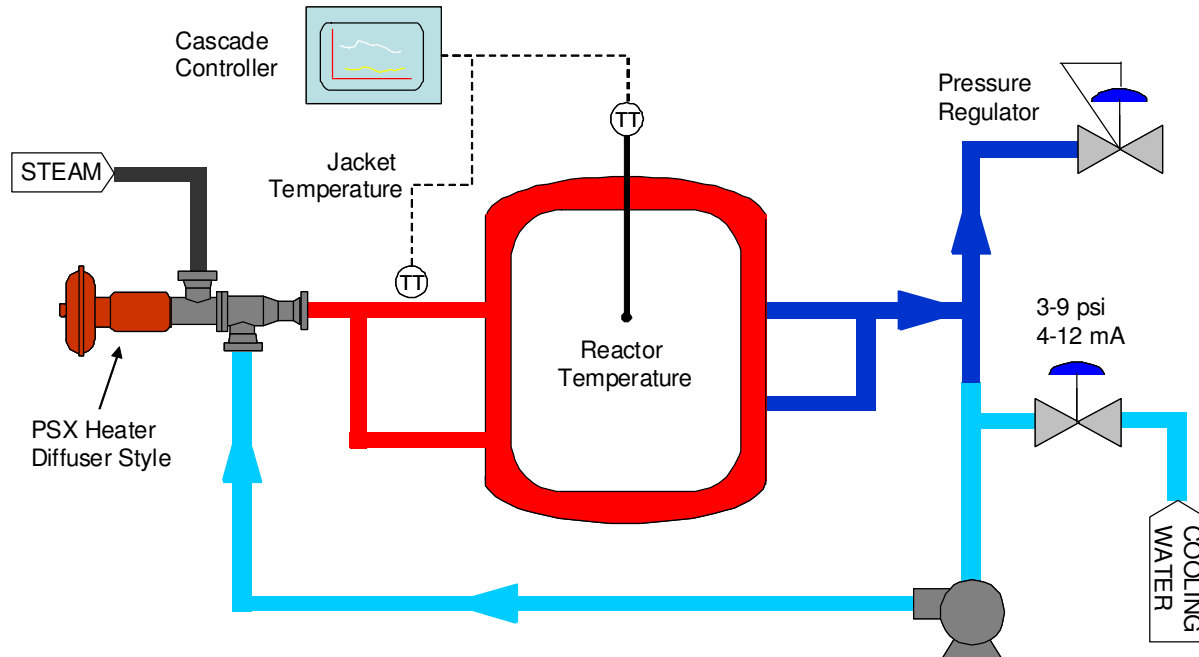 Cascade
Controller
TT
Pressure
Regulator
STEAM
Jacket
Temperature
TT
3-9 psi
4-12 mA
Reactor
Temperature
PSX Heater
Diffuser Style
COOLING
WATER